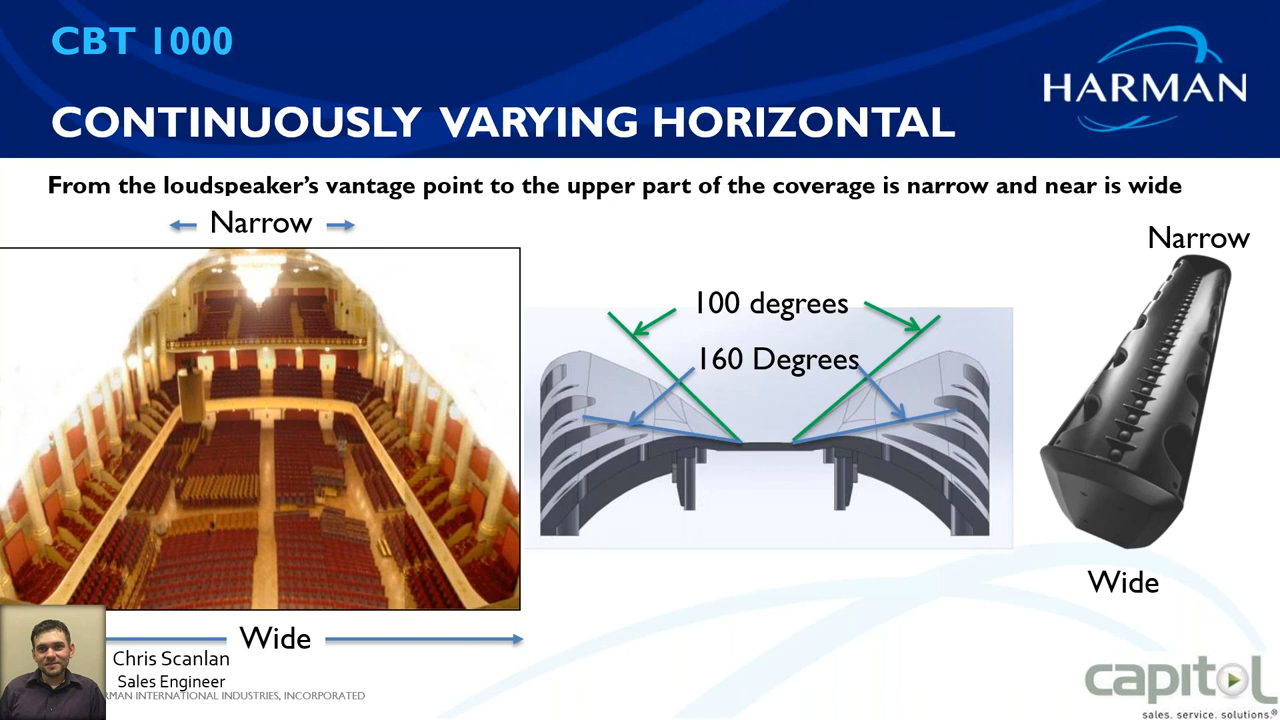 CBT 1000
HARMAN
CONTINUOUSLY VARYING HORIZONTAL
From the loudspeaker's vantage point to the upper part of the coverage is narrow and near is wide
Narrow
Narrow
100 degrees
160 Degrees
Wide
Wide
Chris Scanlan
Sales Engineer
RMAN INTERNATIONAL INDUSTRIES, INCORPORATED
capitol
sales. service. solutions.®